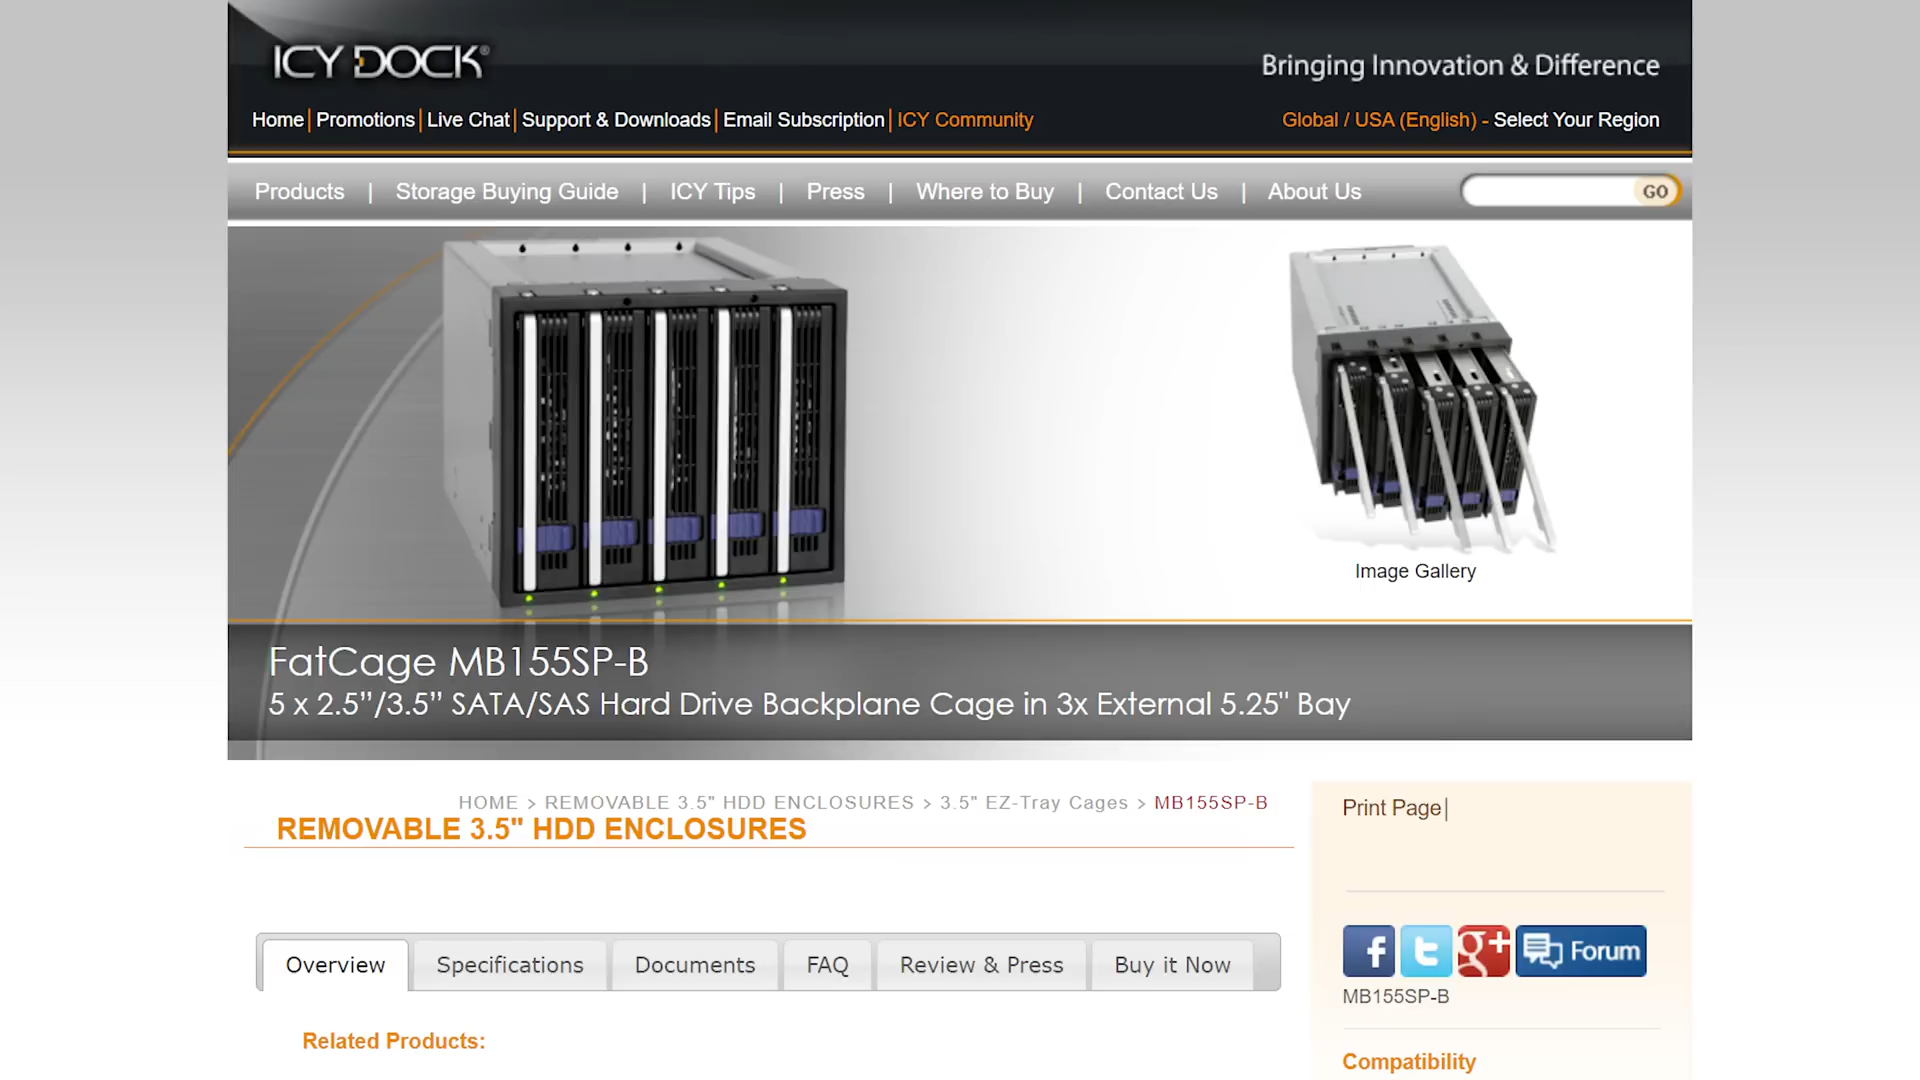 ICY DOCK®
Bringing Innovation & Difference
Home | Promotions | Live Chat | Support & Downloads | Email Subscription | ICY Community
Global / USA (English) - Select Your Region
Products | Storage Buying Guide | ICY Tips | Press | Where to Buy | Contact Us | About Us
GO
Image Gallery
FatCage MB155SP-B
5 x 2.5”/3.5” SATA/SAS Hard Drive Backplane Cage in 3x External 5.25" Bay
HOME > REMOVABLE 3.5" HDD ENCLOSURES > 3.5" EZ-Tray Cages > MB155SP-B
REMOVABLE 3.5" HDD ENCLOSURES
Print Page|
Overview
Specifications
Documents
FAQ
Review & Press
Buy it Now
f
t
g+
Forum
MB155SP-B
Related Products:
Compatibility